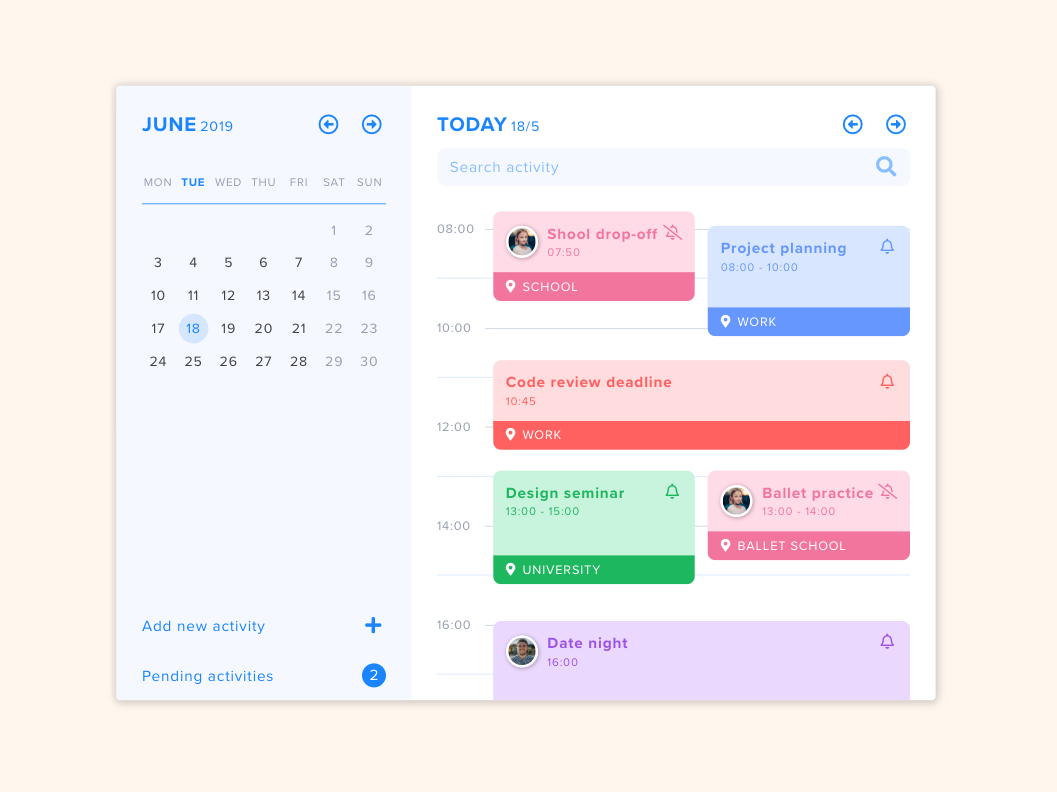 JUNE 2019
MON TUE WED THU FRI SAT SUN
1 2
3 4 5 6 7 8 9
10 11 12 13 14 15 16
17 18 19 20 21 22 23
24 25 26 27 28 29 30
Add new activity
Pending activities 2
TODAY 18/5
Search activity
08:00
Shool drop-off
07:50
SCHOOL
Project planning
08:00 - 10:00
WORK
10:00
Code review deadline
10:45
WORK
12:00
Design seminar
13:00 - 15:00
UNIVERSITY
Ballet practice
13:00 - 14:00
BALLET SCHOOL
14:00
16:00
Date night
16:00